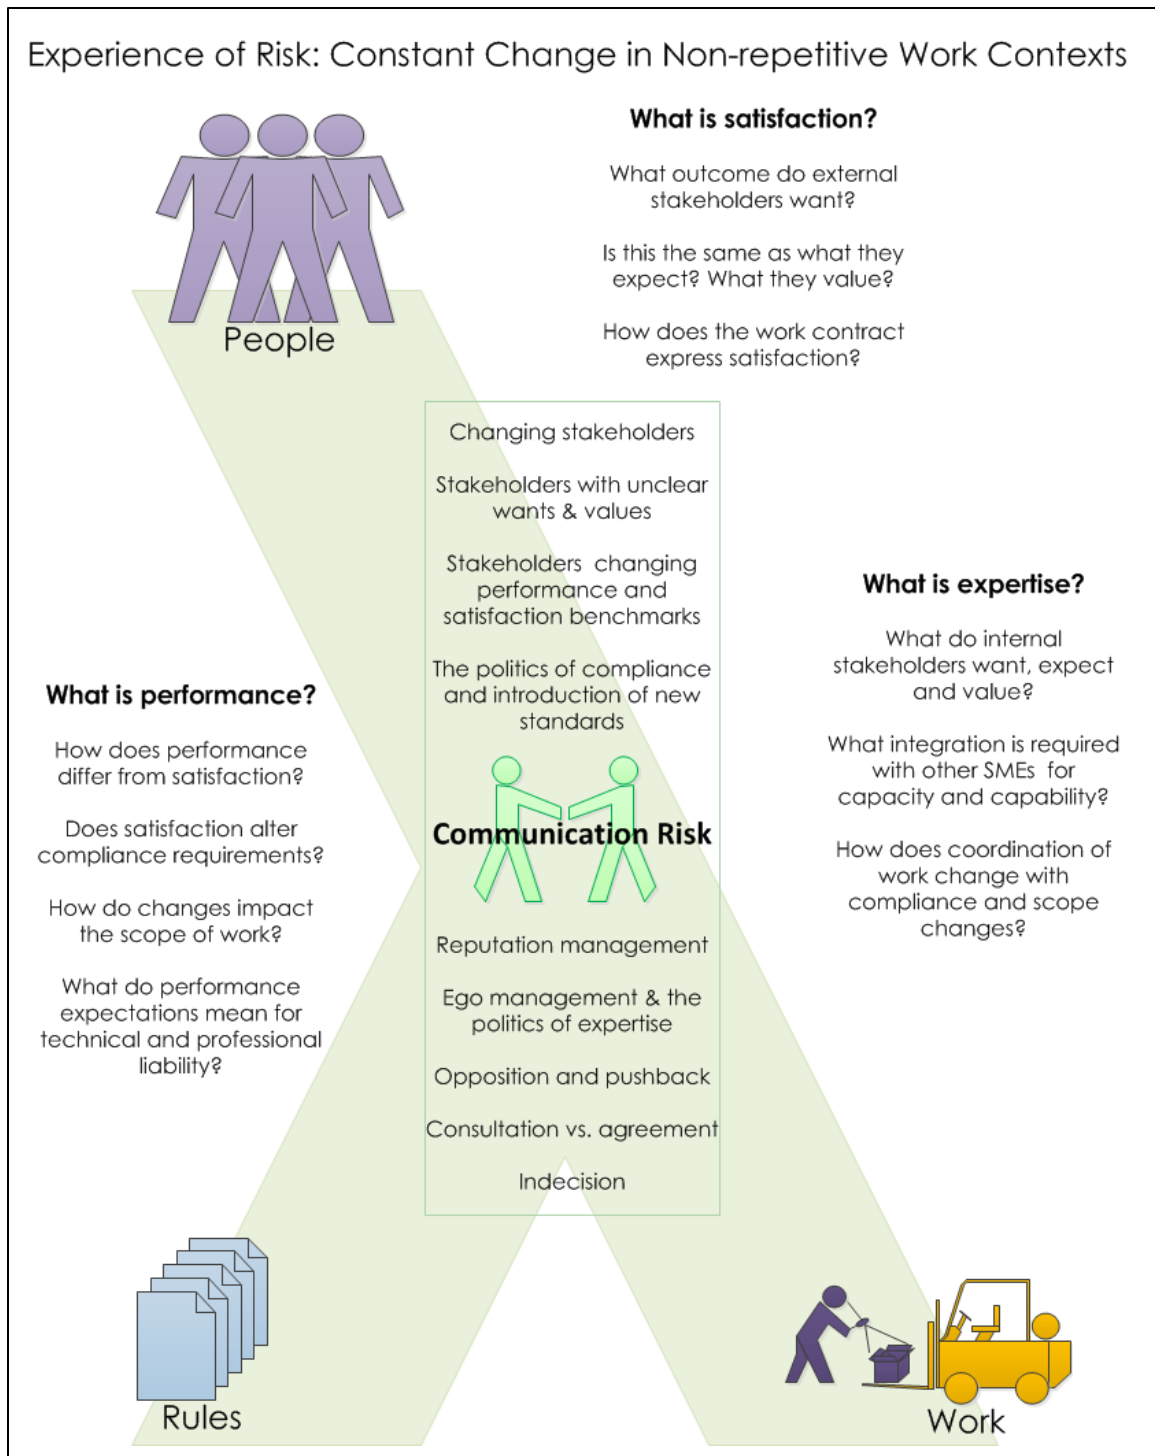 Experience of Risk: Constant Change in Non-repetitive Work Contexts
People
What is satisfaction?
What outcome do external
stakeholders want?
Is this the same as what they
expect? What they value?
How does the work contract
express satisfaction?
Changing stakeholders
Stakeholders with unclear
wants & values
Stakeholders changing
performance and
satisfaction benchmarks
The politics of compliance
and introduction of new
standards
Communication Risk
Reputation management
Ego management & the
politics of expertise
Opposition and pushback
Consultation vs. agreement
Indecision
What is performance?
How does performance
differ from satisfaction?
Does satisfaction alter
compliance requirements?
How do changes impact
the scope of work?
What do performance
expectations mean for
technical and professional
liability?
What is expertise?
What do internal
stakeholders want, expect
and value?
What integration is required
with other SMEs for
capacity and capability?
How does coordination of
work change with
compliance and scope
changes?
Rules
Work